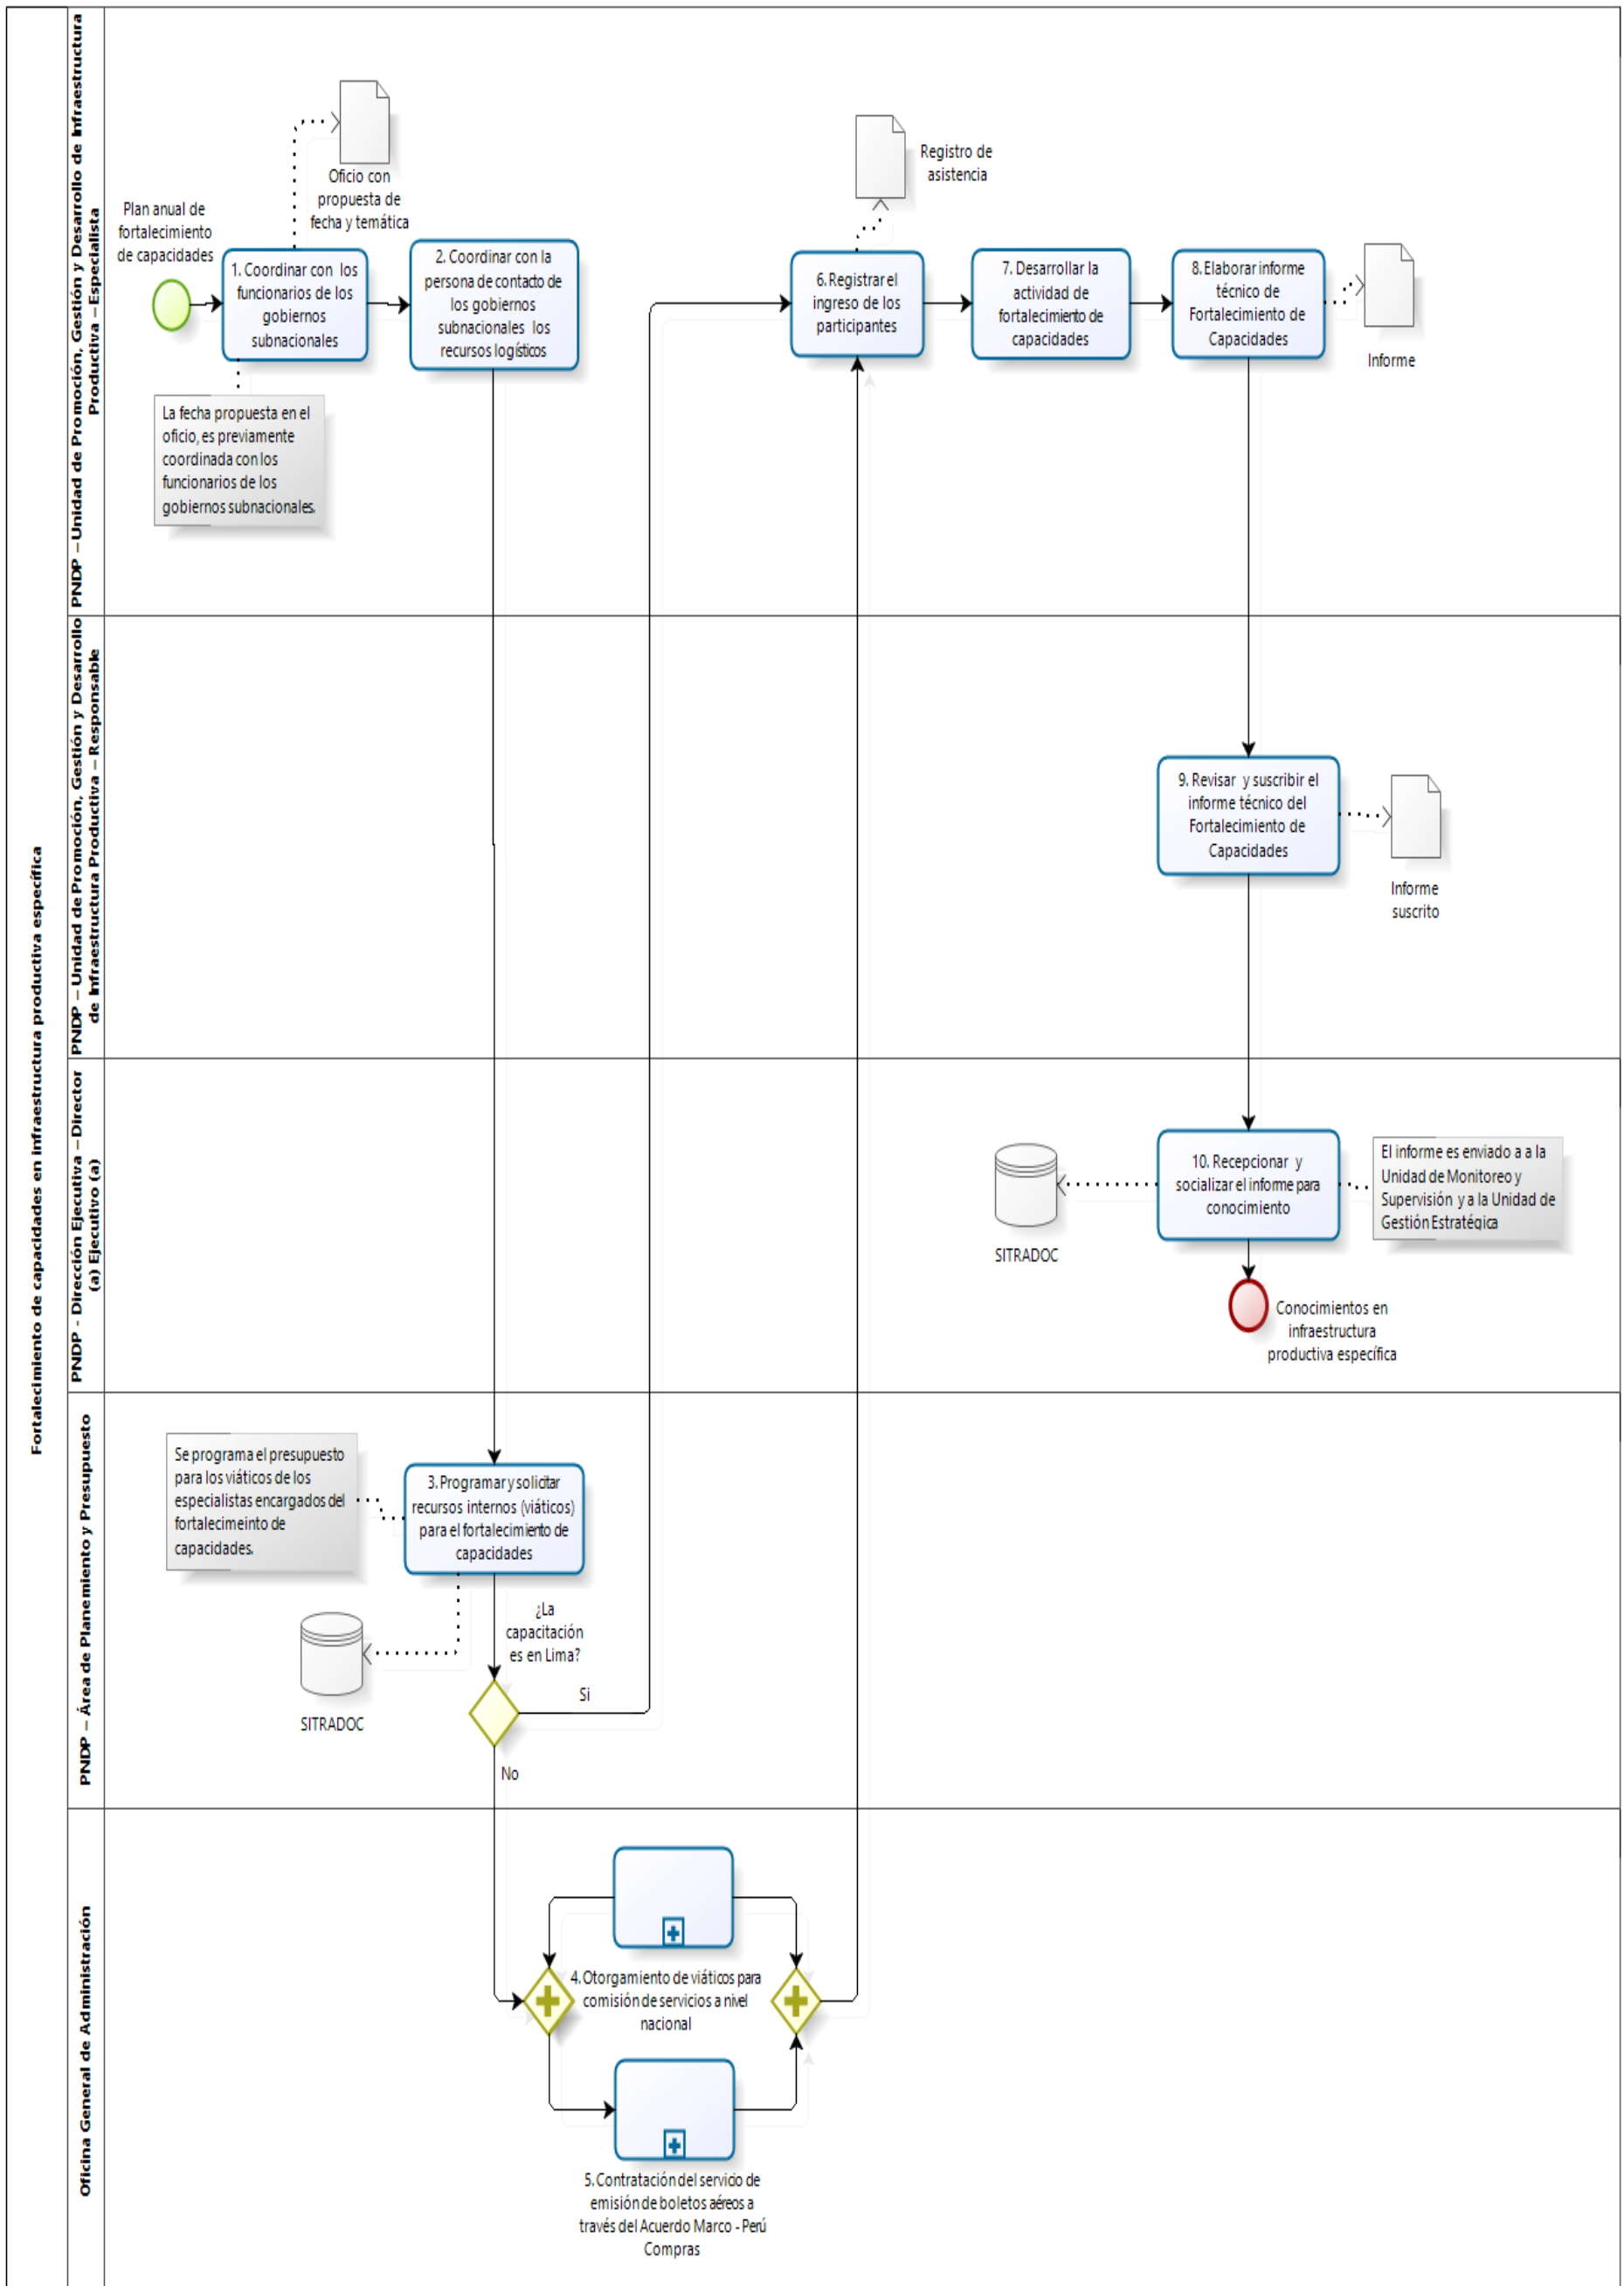 Fortalecimiento de capacidades en infraestructura productiva específica
PNDP – Unidad de Promoción, Gestión y Desarrollo de Infraestructura
Productiva – Especialista
Plan anual de
fortalecimiento
de capacidades
Oficio con
propuesta de
fecha y temática
1. Coordinar con los
funcionarios de los
gobiernos
subnacionales
2. Coordinar con la
persona de contacto de
los gobiernos
subnacionales los
recursos logísticos
La fecha propuesta en el
oficio, es previamente
coordinada con los
funcionarios de los
gobiernos subnacionales.
Registro de
asistencia
6. Registrar el
ingreso de los
participantes
7. Desarrollar la
actividad de
fortalecimiento de
capacidades
8. Elaborar informe
técnico de
Fortalecimiento de
Capacidades
Informe
PNDP – Unidad de Promoción, Gestión y Desarrollo
de Infraestructura Productiva – Responsable
9. Revisar y suscribir el
informe técnico del
Fortalecimiento de
Capacidades
Informe
suscrito
PNDP - Dirección Ejecutiva – Director
(a) Ejecutivo (a)
SITRADOC
10. Recepcionar y
socializar el informe para
conocimiento
El informe es enviado a a la
Unidad de Monitoreo y
Supervisión y a la Unidad de
Gestión Estratégica
Conocimientos en
infraestructura
productiva específica
PNDP – Área de Planemiento y Presupuesto
Se programa el presupuesto
para los viáticos de los
especialistas encargados del
fortalecimeinto de
capacidades.
3. Programar y solicitar
recursos internos (viáticos)
para el fortalecimiento de
capacidades
SITRADOC
¿La
capacitación
es en Lima?
Si
No
Oficina General de Administración
4. Otorgamiento de viáticos para
comisión de servicios a nivel
nacional
5. Contratación del servicio de
emisión de boletos aéreos a
través del Acuerdo Marco - Perú
Compras